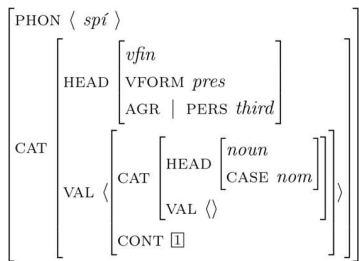 PHON ⟨ spí ⟩
CAT
HEAD
vfin
VFORM pres
AGR | PERS third
VAL ⟨
CAT
HEAD
noun
CASE nom
VAL ⟨⟩
CONT 1
⟩